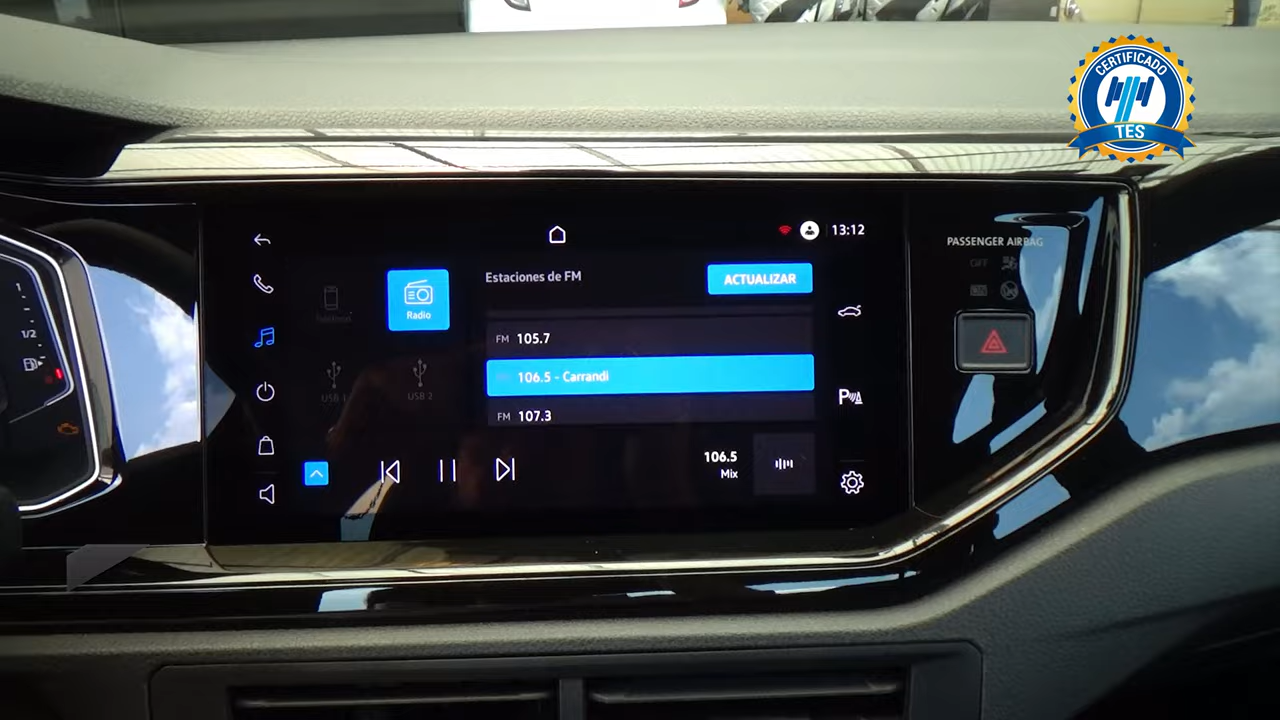 CERTIFICADO
TES
13:12
PASSENGER AIRBAG
OFF
Estaciones de FM
ACTUALIZAR
Radio
FM 105.7
106.5 - Carrandi
FM 107.3
USB 1
USB 2
106.5
Mix
1
1/2